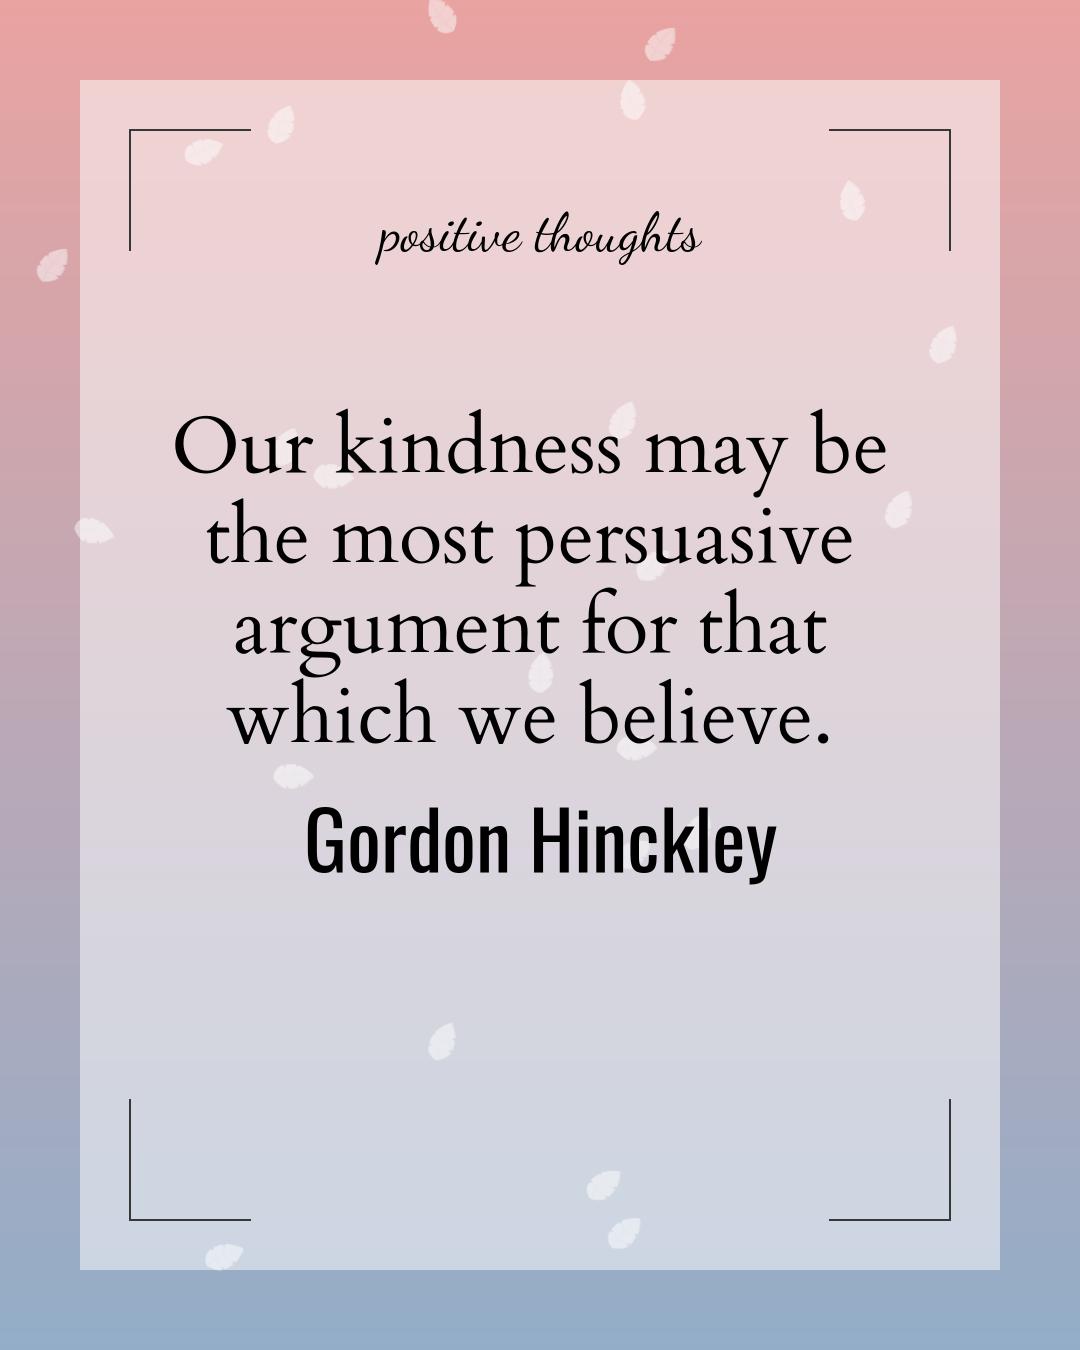 positive thoughts
Our kindness may be
the most persuasive
argument for that
which we believe.
Gordon Hinckley